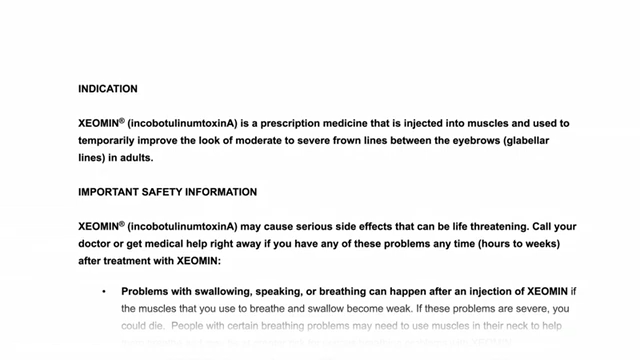 INDICATION
XEOMIN® (incobotulinumtoxinA) is a prescription medicine that is injected into muscles and used to
temporarily improve the look of moderate to severe frown lines between the eyebrows (glabellar
lines) in adults.
IMPORTANT SAFETY INFORMATION
XEOMIN® (incobotulinumtoxinA) may cause serious side effects that can be life threatening. Call your
doctor or get medical help right away if you have any of these problems any time (hours to weeks)
after treatment with XEOMIN:
• Problems with swallowing, speaking, or breathing can happen after an injection of XEOMIN if
the muscles that you use to breathe and swallow become weak. If these problems are severe, you
could die. People with certain breathing problems may need to use muscles in their neck to help